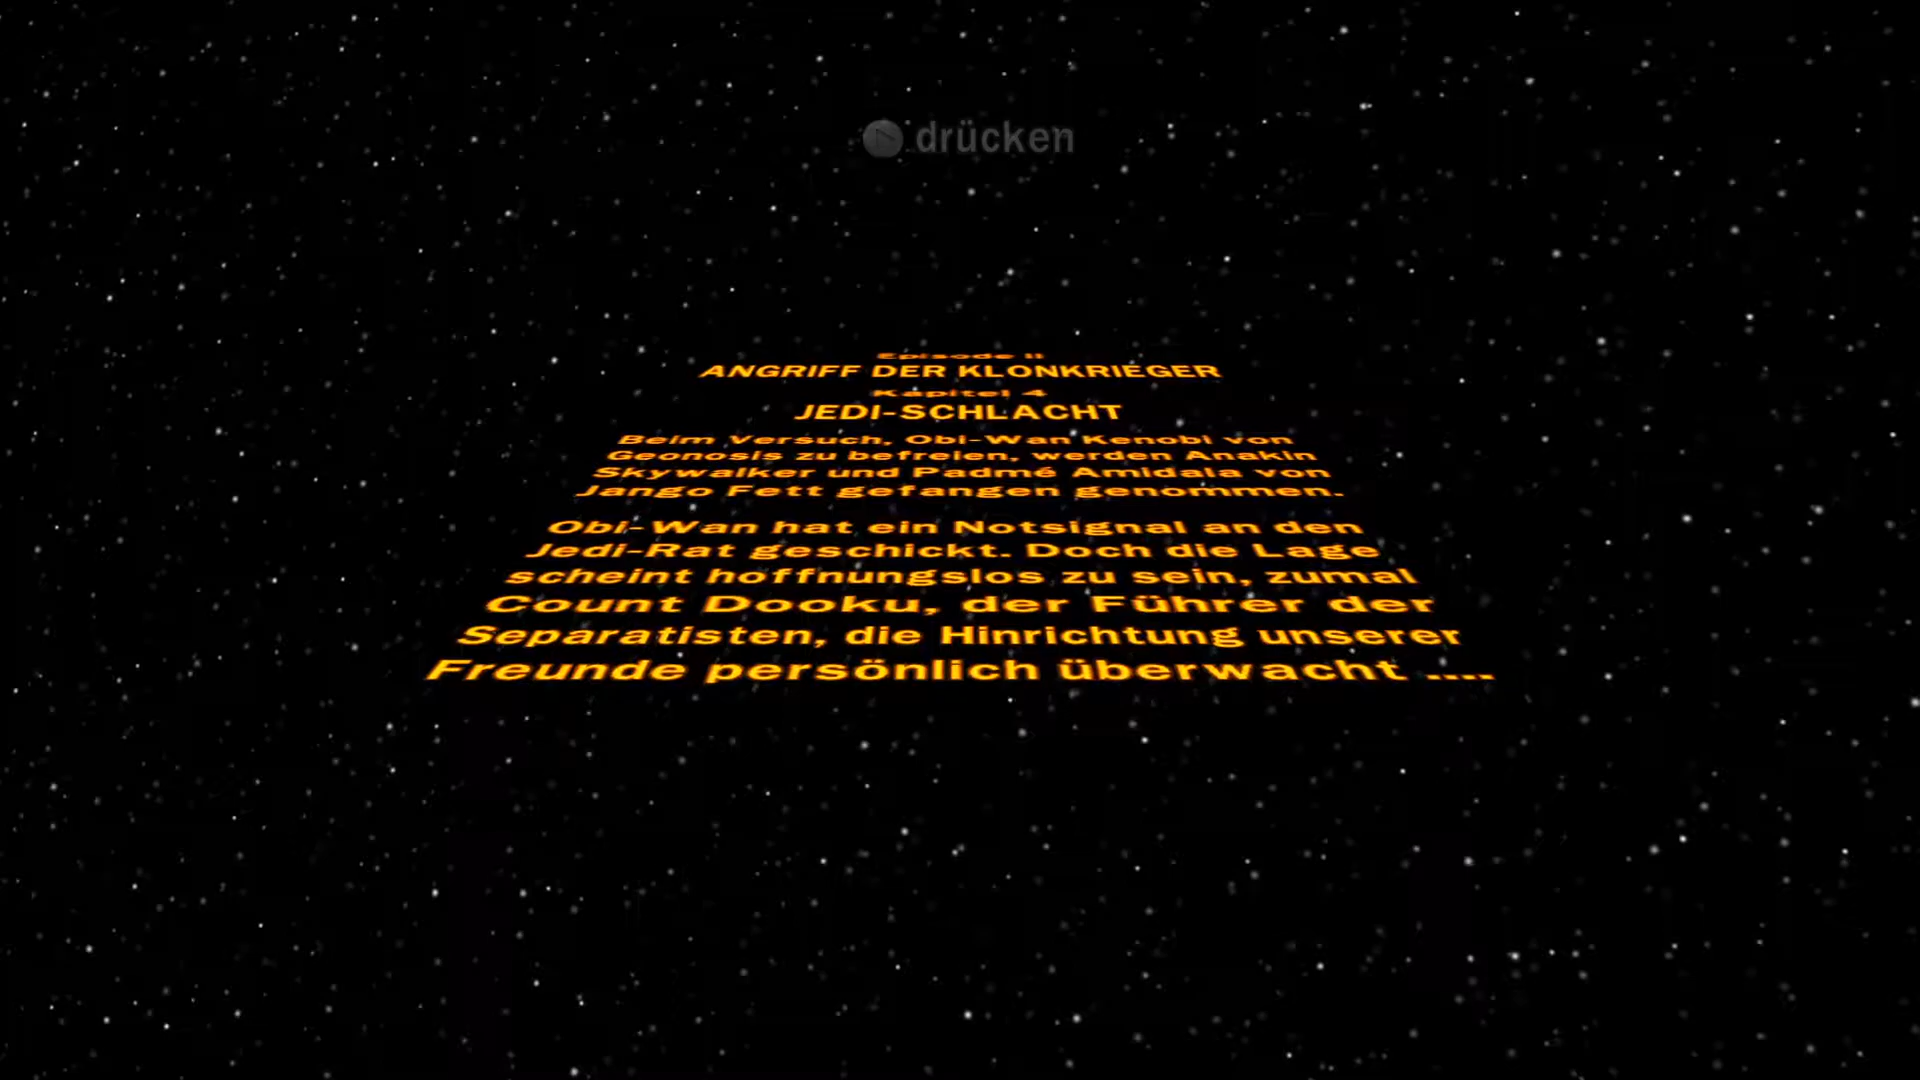 drücken
Episode II
ANGRIFF DER KLONKRIEGER
Kapitel 4
JEDI-SCHLACHT
Beim Versuch, Obi-Wan Kenobi von
Geonosis zu befreien, werden Anakin
Skywalker und Padmé Amidala von
Jango Fett gefangen genommen.
Obi-Wan hat ein Notsignal an den
Jedi-Rat geschickt. Doch die Lage
scheint hoffnungslos zu sein, zumal
Count Dooku, der Führer der
Separatisten, die Hinrichtung unserer
Freunde persönlich überwacht ....